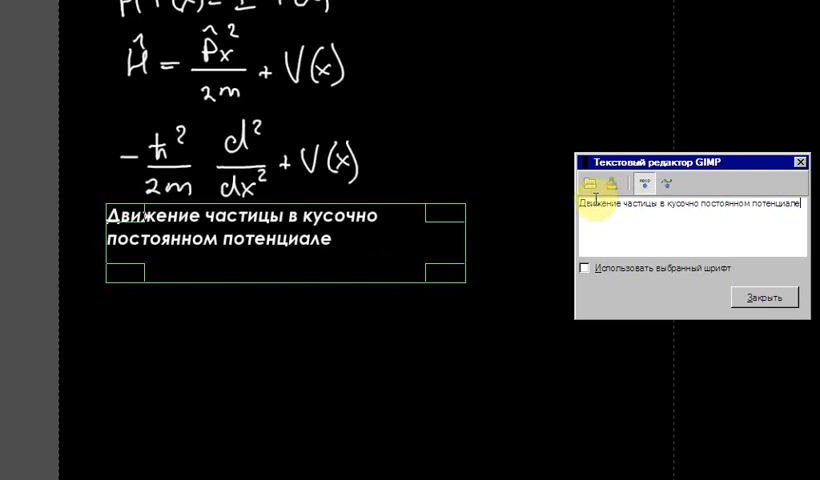 Ĥ = P̂x²/2m + V(x)
-ħ²/2m d²/dx² + V(x)
Движение частицы в кусочно
постоянном потенциале
Текстовый редактор GIMP
Движение частицы в кусочно постоянном потенциале
Использовать выбранный шрифт
Закрыть